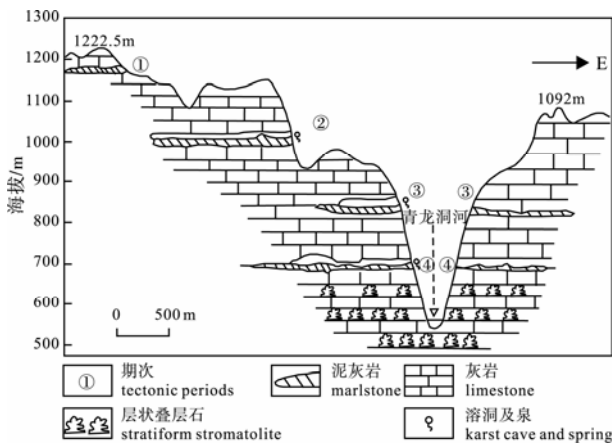 1300
1222.5m
①
E
1200
1100
1092m
②
1000
海拔/m
900
③
③
青龙洞河
800
④
④
700
600
0
500 m
500
①
期次
tectonic periods
泥灰岩
marlstone
灰岩
limestone
层状叠层石
stratiform stromatolite
溶洞及泉
karst cave and spring